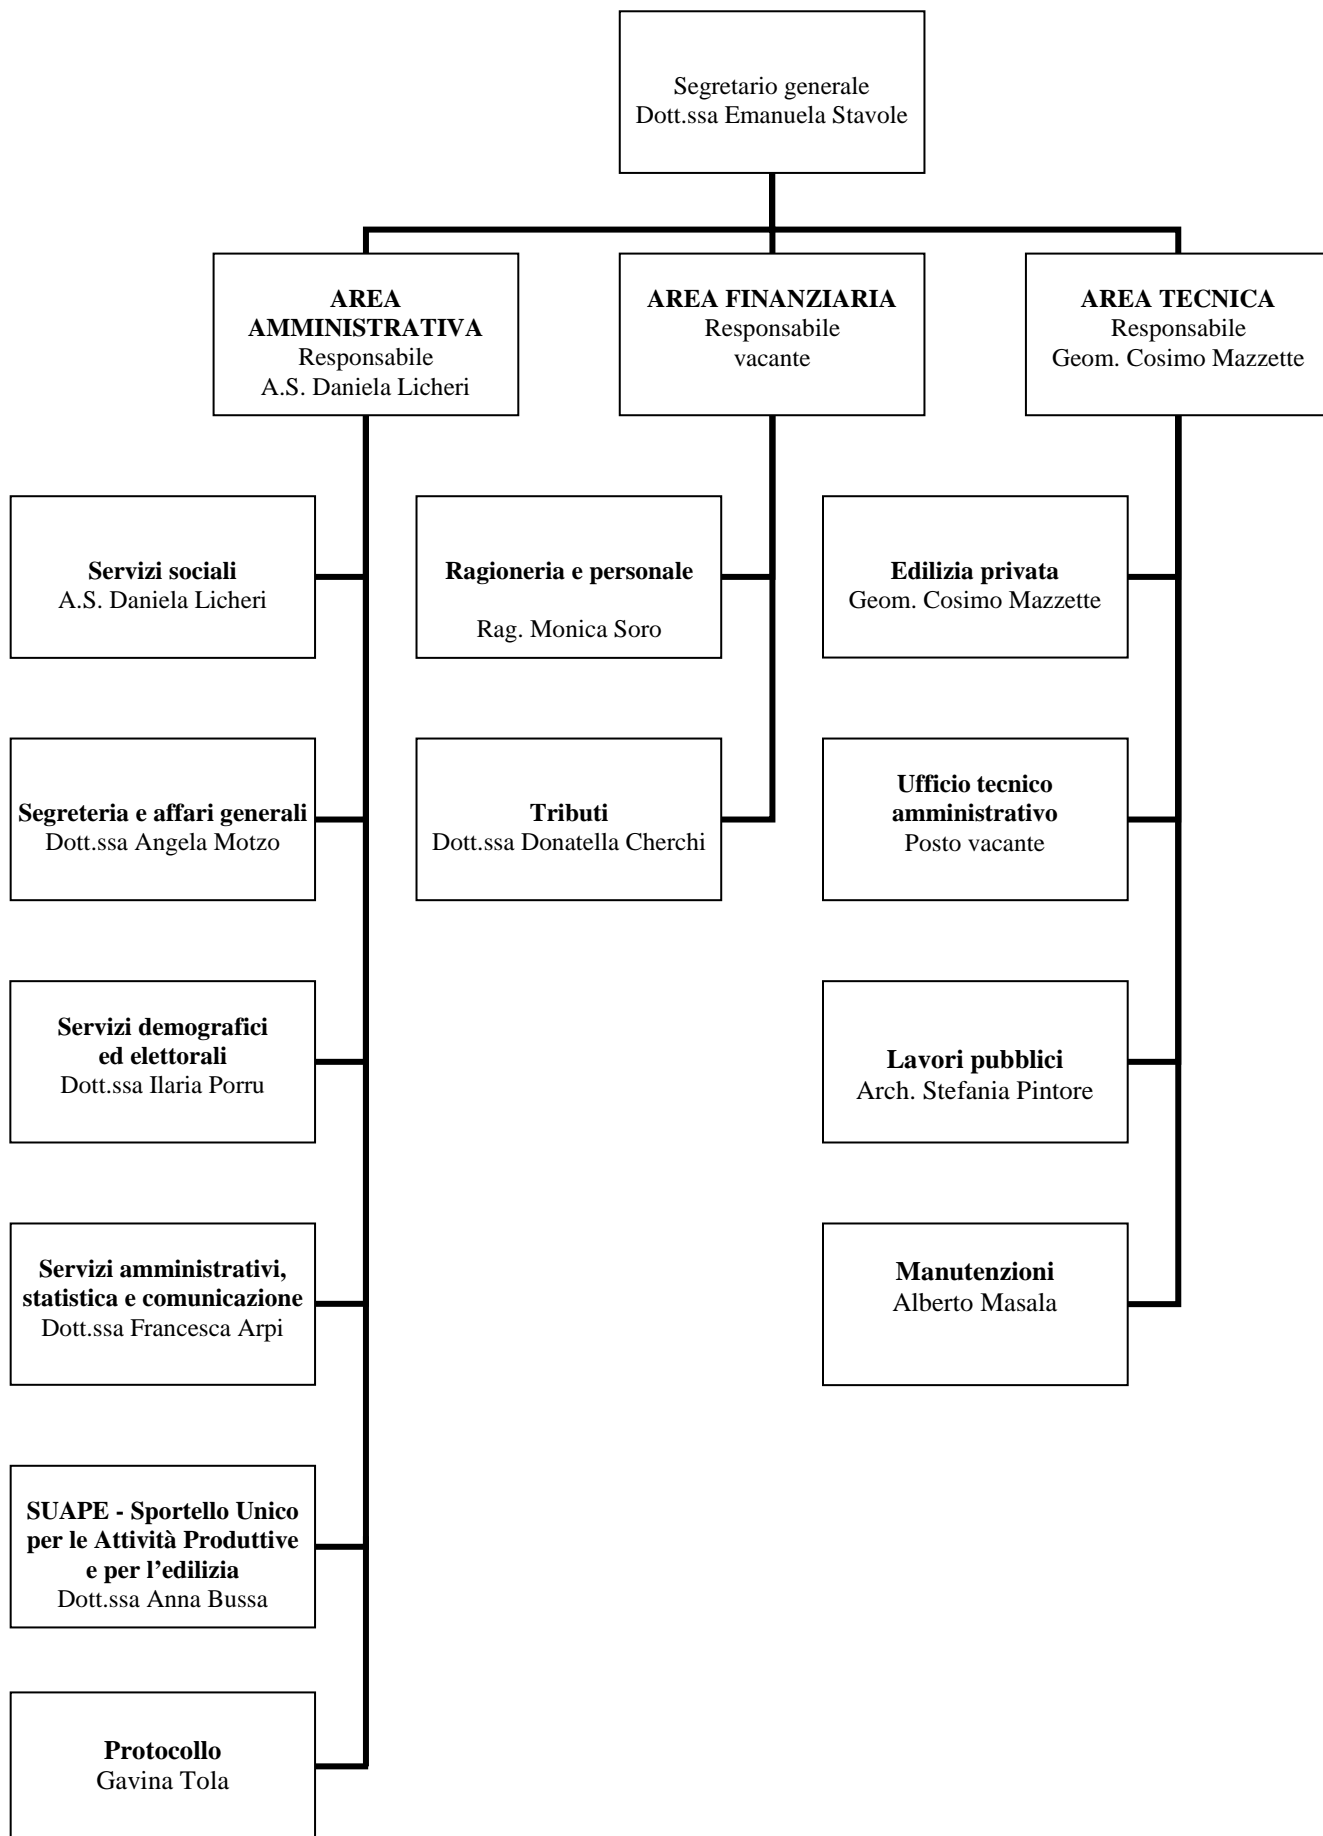 Segretario generale
Dott.ssa Emanuela Stavole
AREA
AMMINISTRATIVA
Responsabile
A.S. Daniela Licheri
AREA FINANZIARIA
Responsabile
vacante
AREA TECNICA
Responsabile
Geom. Cosimo Mazzette
Servizi sociali
A.S. Daniela Licheri
Ragioneria e personale
Rag. Monica Soro
Edilizia privata
Geom. Cosimo Mazzette
Segreteria e affari generali
Dott.ssa Angela Motzo
Tributi
Dott.ssa Donatella Cherchi
Ufficio tecnico
amministrativo
Posto vacante
Servizi demografici
ed elettorali
Dott.ssa Ilaria Porru
Lavori pubblici
Arch. Stefania Pintore
Servizi amministrativi,
statistica e comunicazione
Dott.ssa Francesca Arpi
Manutenzioni
Alberto Masala
SUAPE - Sportello Unico
per le Attività Produttive
e per l’edilizia
Dott.ssa Anna Bussa
Protocollo
Gavina Tola